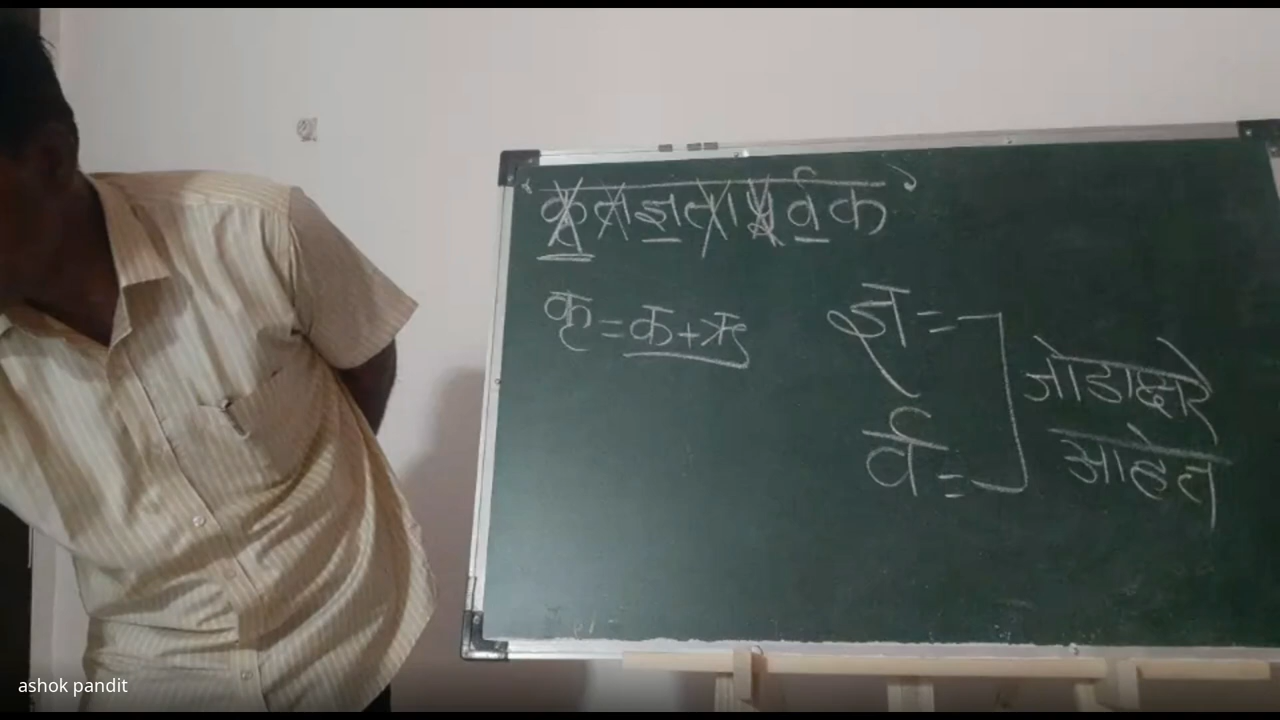 'कृतज्ञतापूर्वक'
कृ = क + ऋ
ज्ञ =
र्व =
जोडाक्षरे
आहेत
ashok pandit